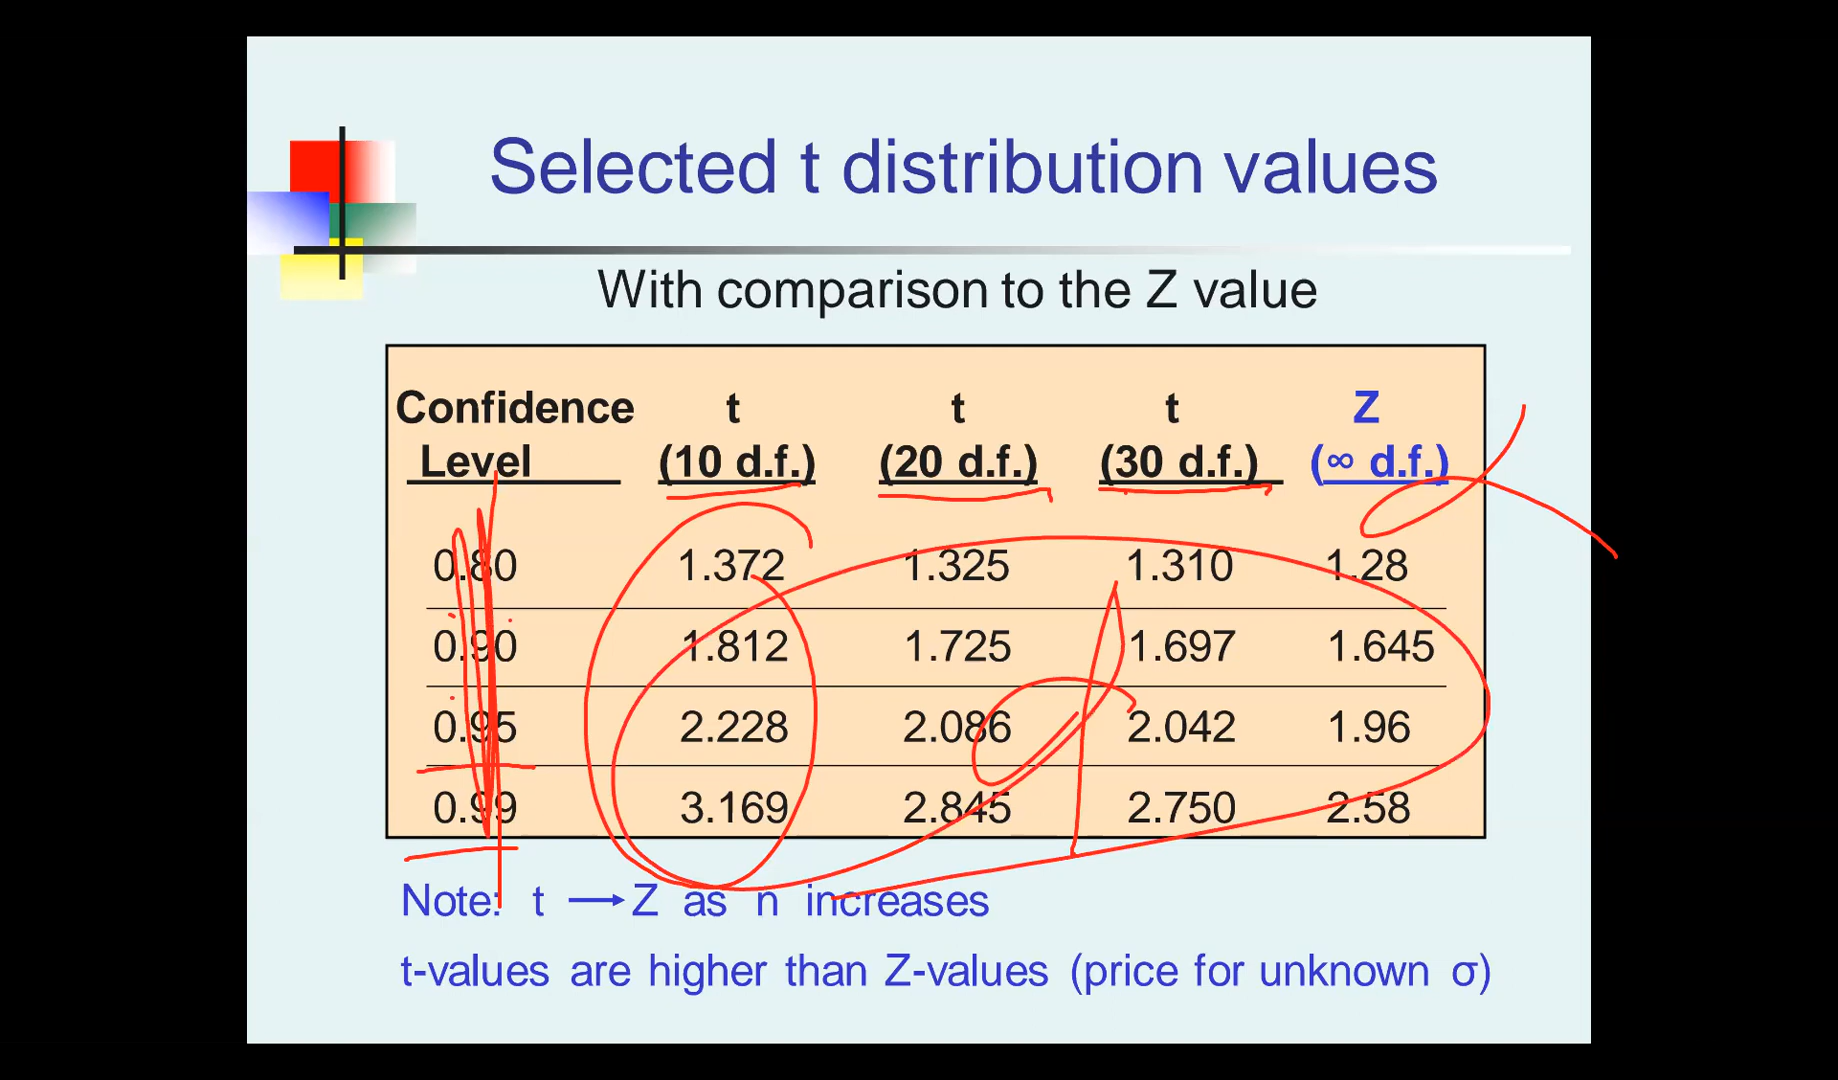 Selected t distribution values
With comparison to the Z value
Confidence t t t Z
Level (10 d.f.) (20 d.f.) (30 d.f.) (∞ d.f.)
0.80 1.372 1.325 1.310 1.28
0.90 1.812 1.725 1.697 1.645
0.95 2.228 2.086 2.042 1.96
0.99 3.169 2.845 2.750 2.58
Note: t → Z as n increases
t-values are higher than Z-values (price for unknown σ)